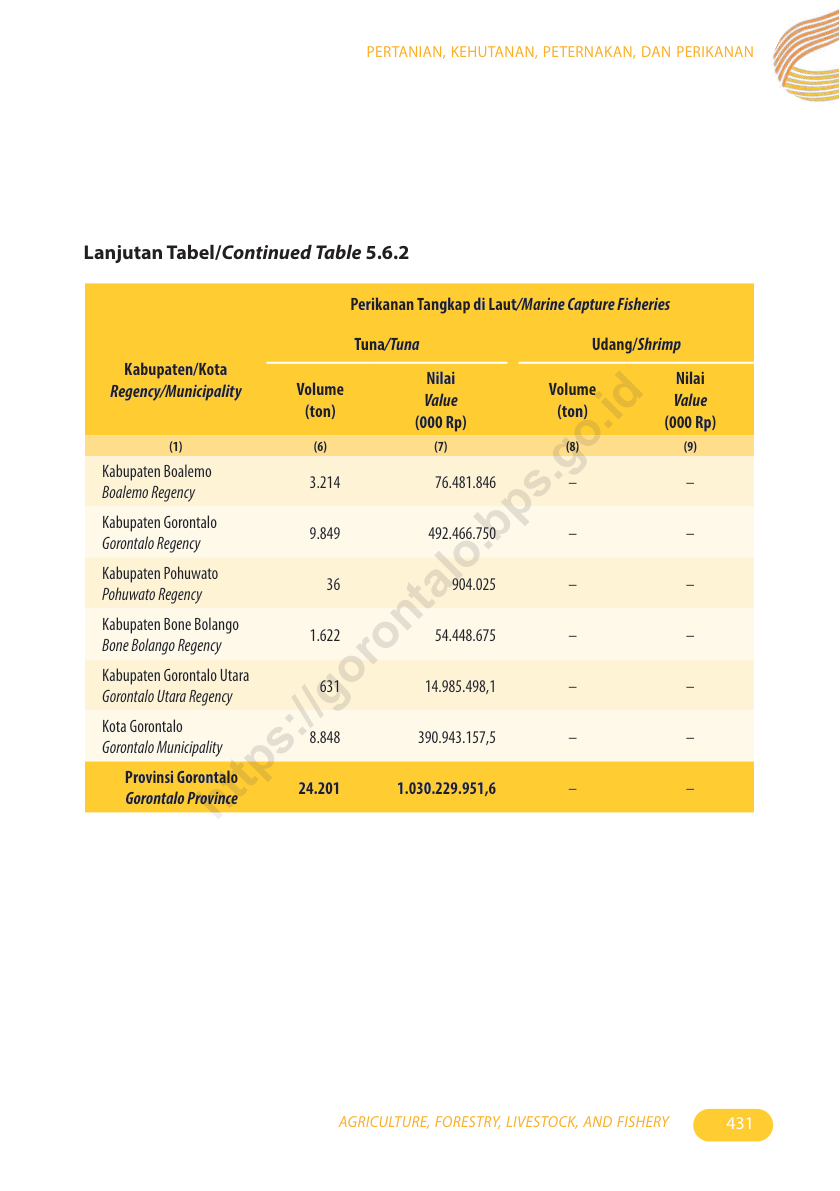 PERTANIAN, KEHUTANAN, PETERNAKAN, DAN PERIKANAN
Lanjutan Tabel/Continued Table 5.6.2
Kabupaten/Kota
Regency/Municipality
Perikanan Tangkap di Laut/Marine Capture Fisheries
Tuna/Tuna
Udang/Shrimp
Volume
(ton)
Nilai
Value
(000 Rp)
Volume
(ton)
Nilai
Value
(000 Rp)
(1) (6) (7) (8) (9)
Kabupaten Boalemo
Boalemo Regency
3.214 76.481.846 – –
Kabupaten Gorontalo
Gorontalo Regency
9.849 492.466.750 – –
Kabupaten Pohuwato
Pohuwato Regency
36 904.025 – –
Kabupaten Bone Bolango
Bone Bolango Regency
1.622 54.448.675 – –
Kabupaten Gorontalo Utara
Gorontalo Utara Regency
631 14.985.498,1 – –
Kota Gorontalo
Gorontalo Municipality
8.848 390.943.157,5 – –
Provinsi Gorontalo
Gorontalo Province
24.201 1.030.229.951,6 – –
https://gorontalo.bps.go.id
AGRICULTURE, FORESTRY, LIVESTOCK, AND FISHERY 431